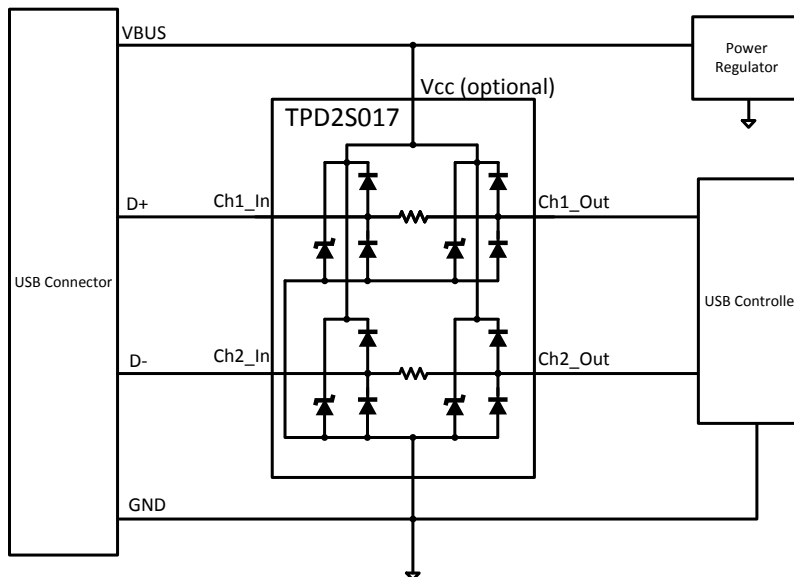 VBUS
Power
Regulator
Vcc (optional)
TPD2S017
D+
Ch1_In
Ch1_Out
USB Connector
USB Controlle
D-
Ch2_In
Ch2_Out
GND